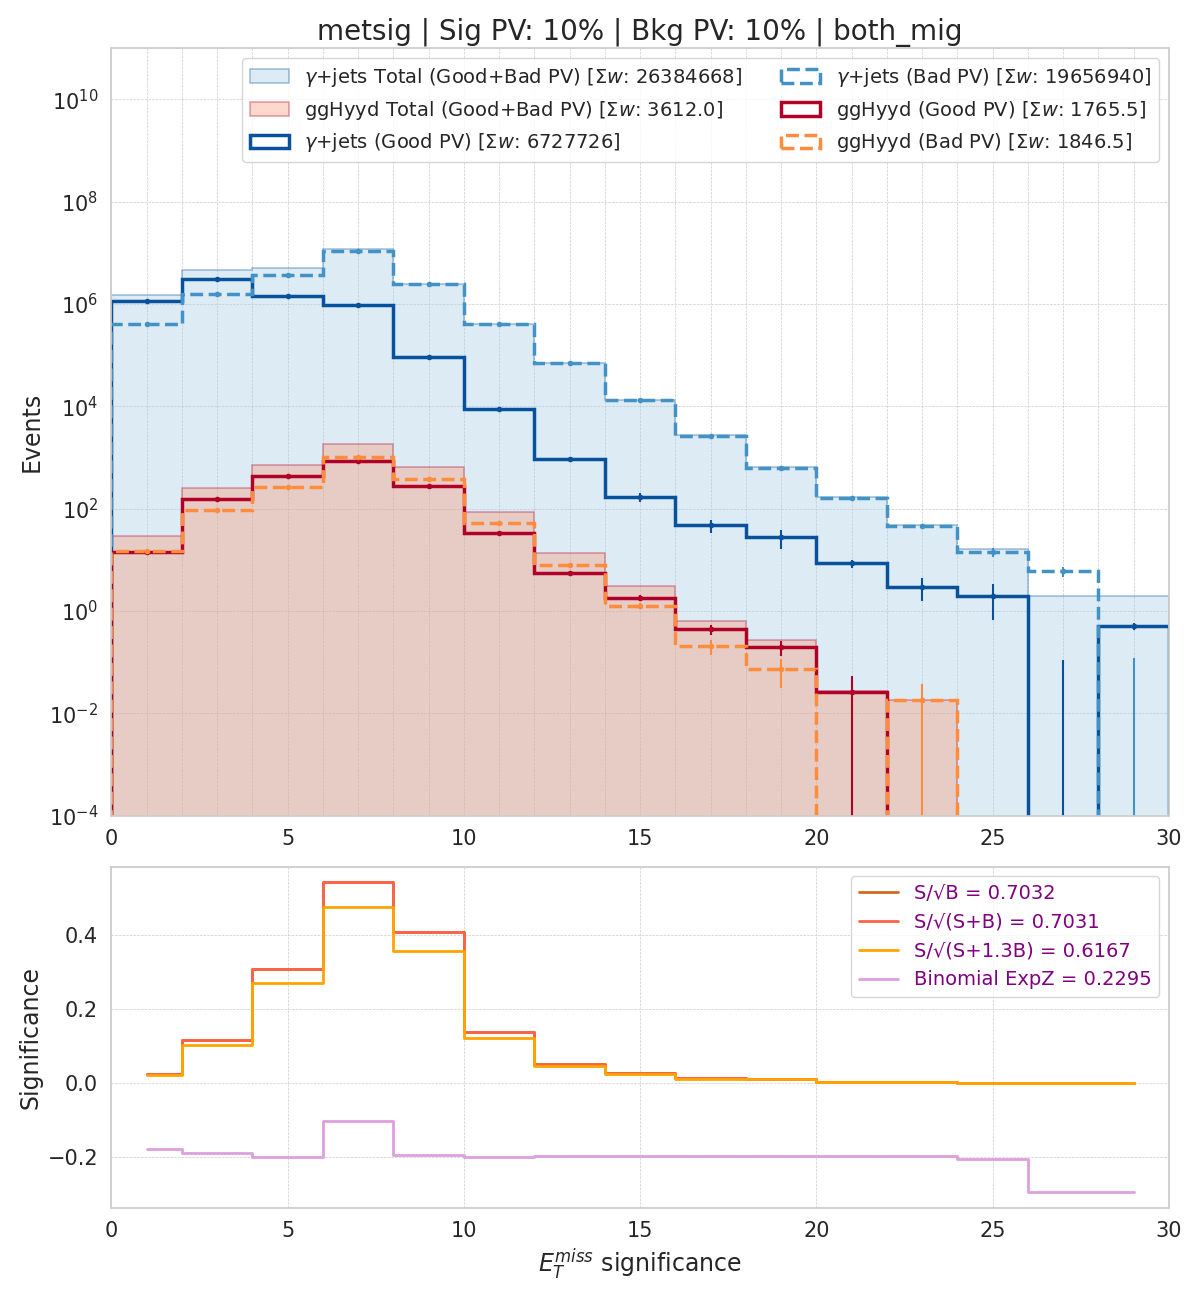 metsig | Sig PV: 10% | Bkg PV: 10% | both_mig
γ+jets Total (Good+Bad PV) [Σw: 26384668]
ggHyyd Total (Good+Bad PV) [Σw: 3612.0]
γ+jets (Good PV) [Σw: 6727726]
γ+jets (Bad PV) [Σw: 19656940]
ggHyyd (Good PV) [Σw: 1765.5]
ggHyyd (Bad PV) [Σw: 1846.5]
Events
10^10
10^8
10^6
10^4
10^2
10^0
10^−2
10^−4
0 5 10 15 20 25 30
S/√B = 0.7032
S/√(S+B) = 0.7031
S/√(S+1.3B) = 0.6167
Binomial ExpZ = 0.2295
Significance
0.4
0.2
0.0
−0.2
0 5 10 15 20 25 30
E_T^miss significance